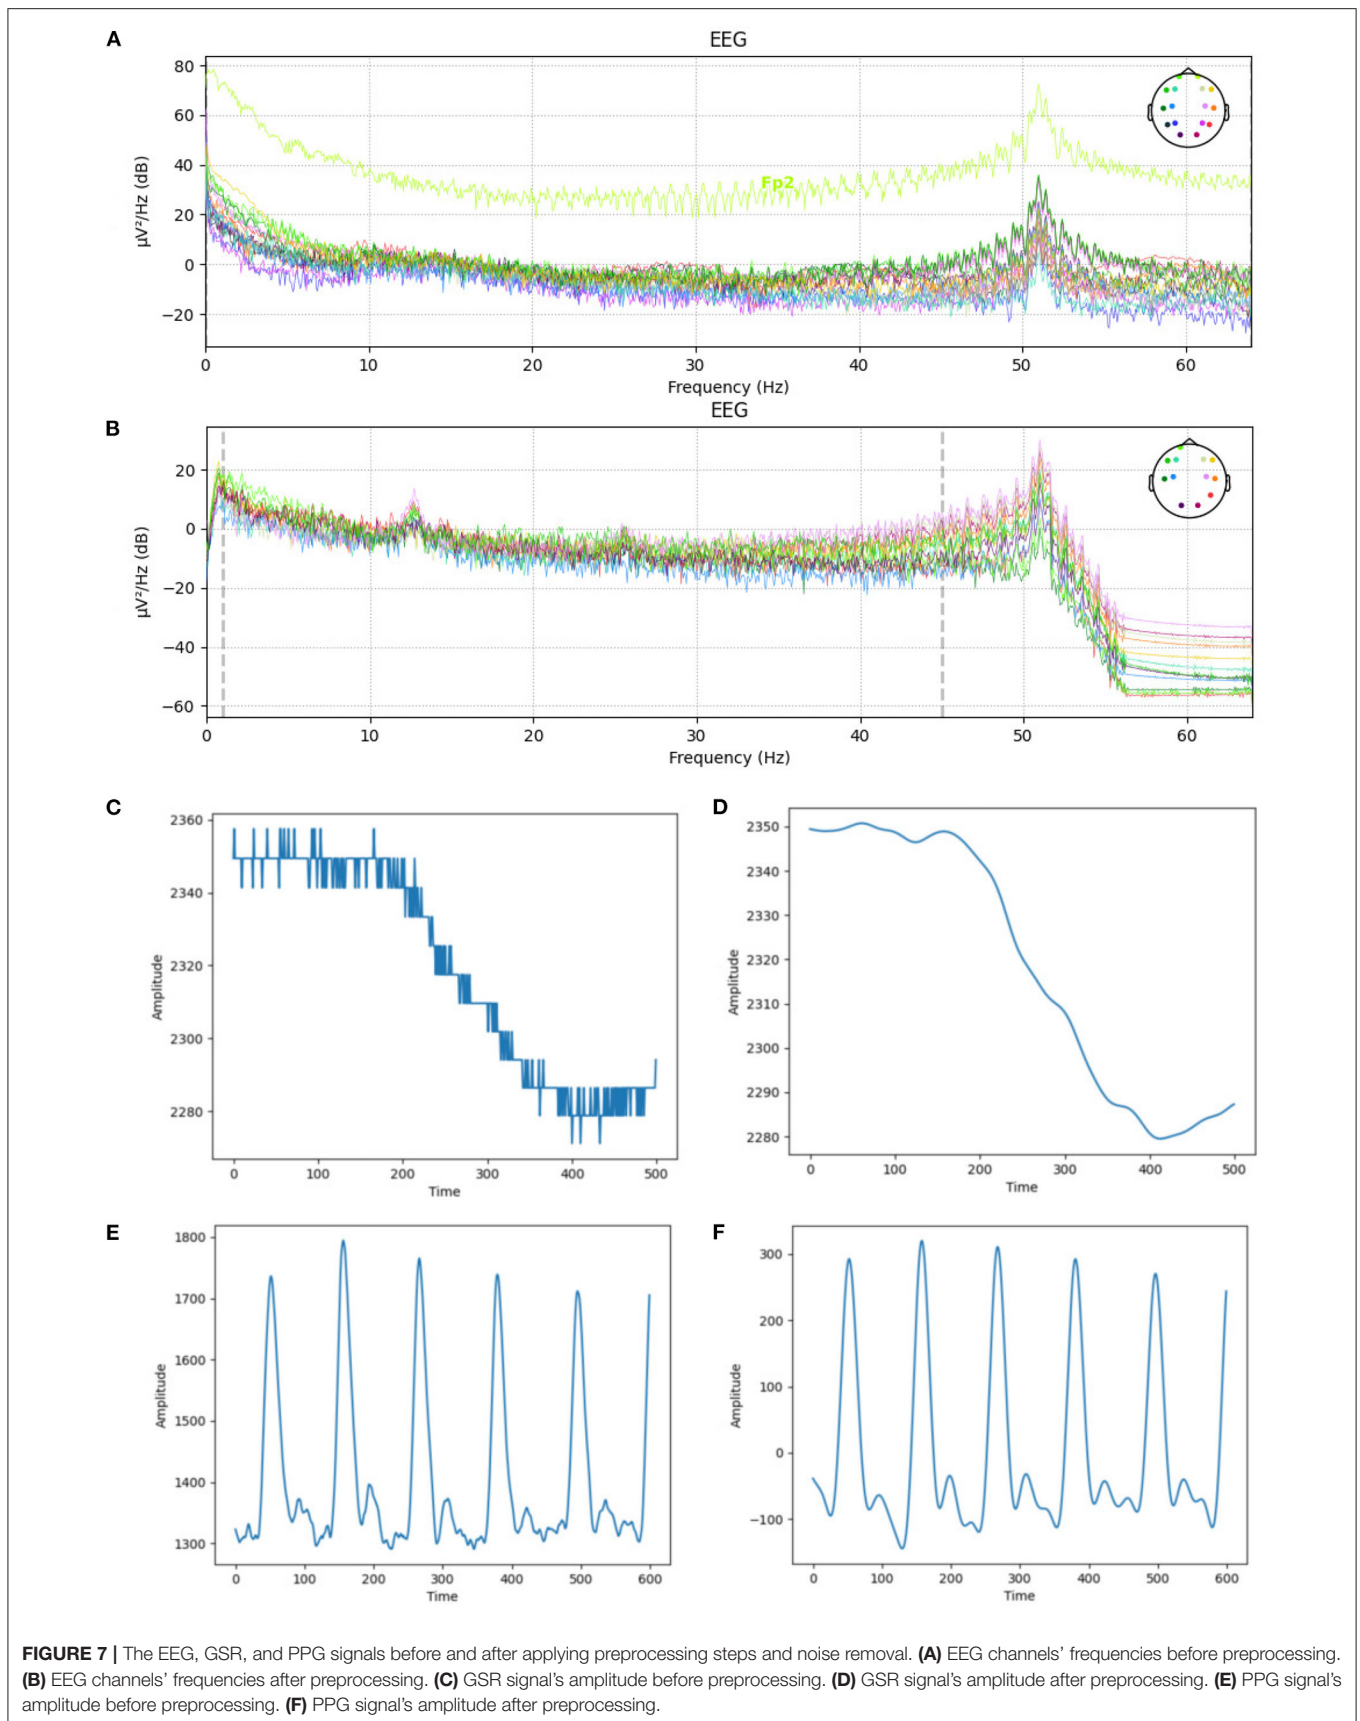 A
EEG
80
60
40
20
0
−20
µV²/Hz (dB)
Fp2
0 10 20 30 40 50 60
Frequency (Hz)
B
EEG
20
0
−20
−40
−60
µV²/Hz (dB)
0 10 20 30 40 50 60
Frequency (Hz)
C
2360
2340
2320
2300
2280
Amplitude
0 100 200 300 400 500
Time
D
2350
2340
2330
2320
2310
2300
2290
2280
Amplitude
0 100 200 300 400 500
Time
E
1800
1700
1600
1500
1400
1300
Amplitude
0 100 200 300 400 500 600
Time
F
300
200
100
0
−100
Amplitude
0 100 200 300 400 500 600
Time
FIGURE 7 | The EEG, GSR, and PPG signals before and after applying preprocessing steps and noise removal. (A) EEG channels’ frequencies before preprocessing.
(B) EEG channels’ frequencies after preprocessing. (C) GSR signal’s amplitude before preprocessing. (D) GSR signal’s amplitude after preprocessing. (E) PPG signal’s
amplitude before preprocessing. (F) PPG signal’s amplitude after preprocessing.